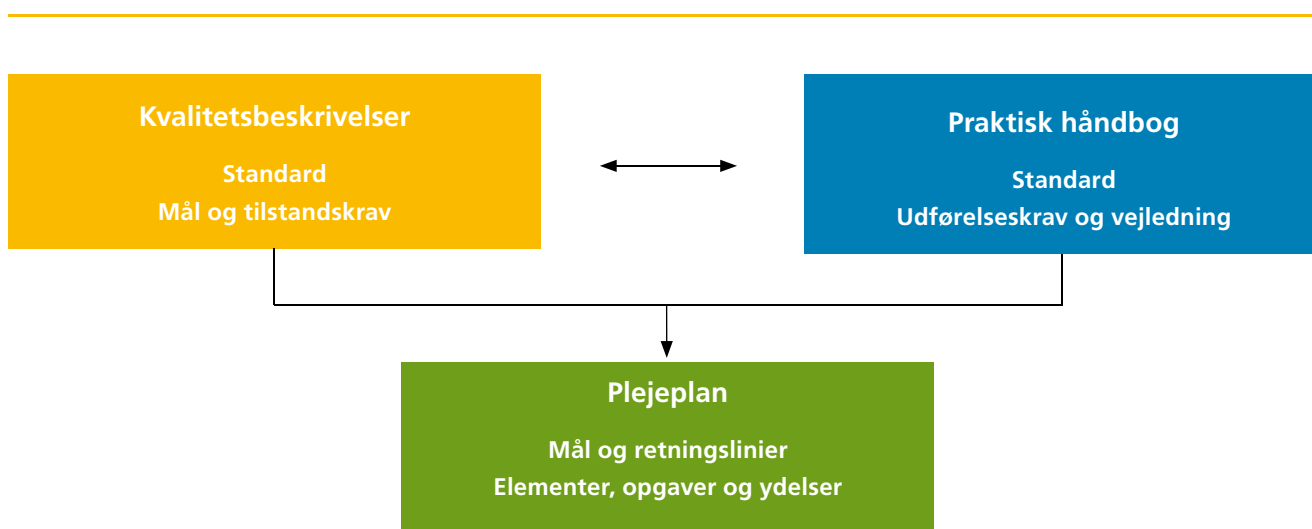 Kvalitetsbeskrivelser
Standard
Mål og tilstandskrav
Praktisk håndbog
Standard
Udførelseskrav og vejledning
Plejeplan
Mål og retningslinier
Elementer, opgaver og ydelser